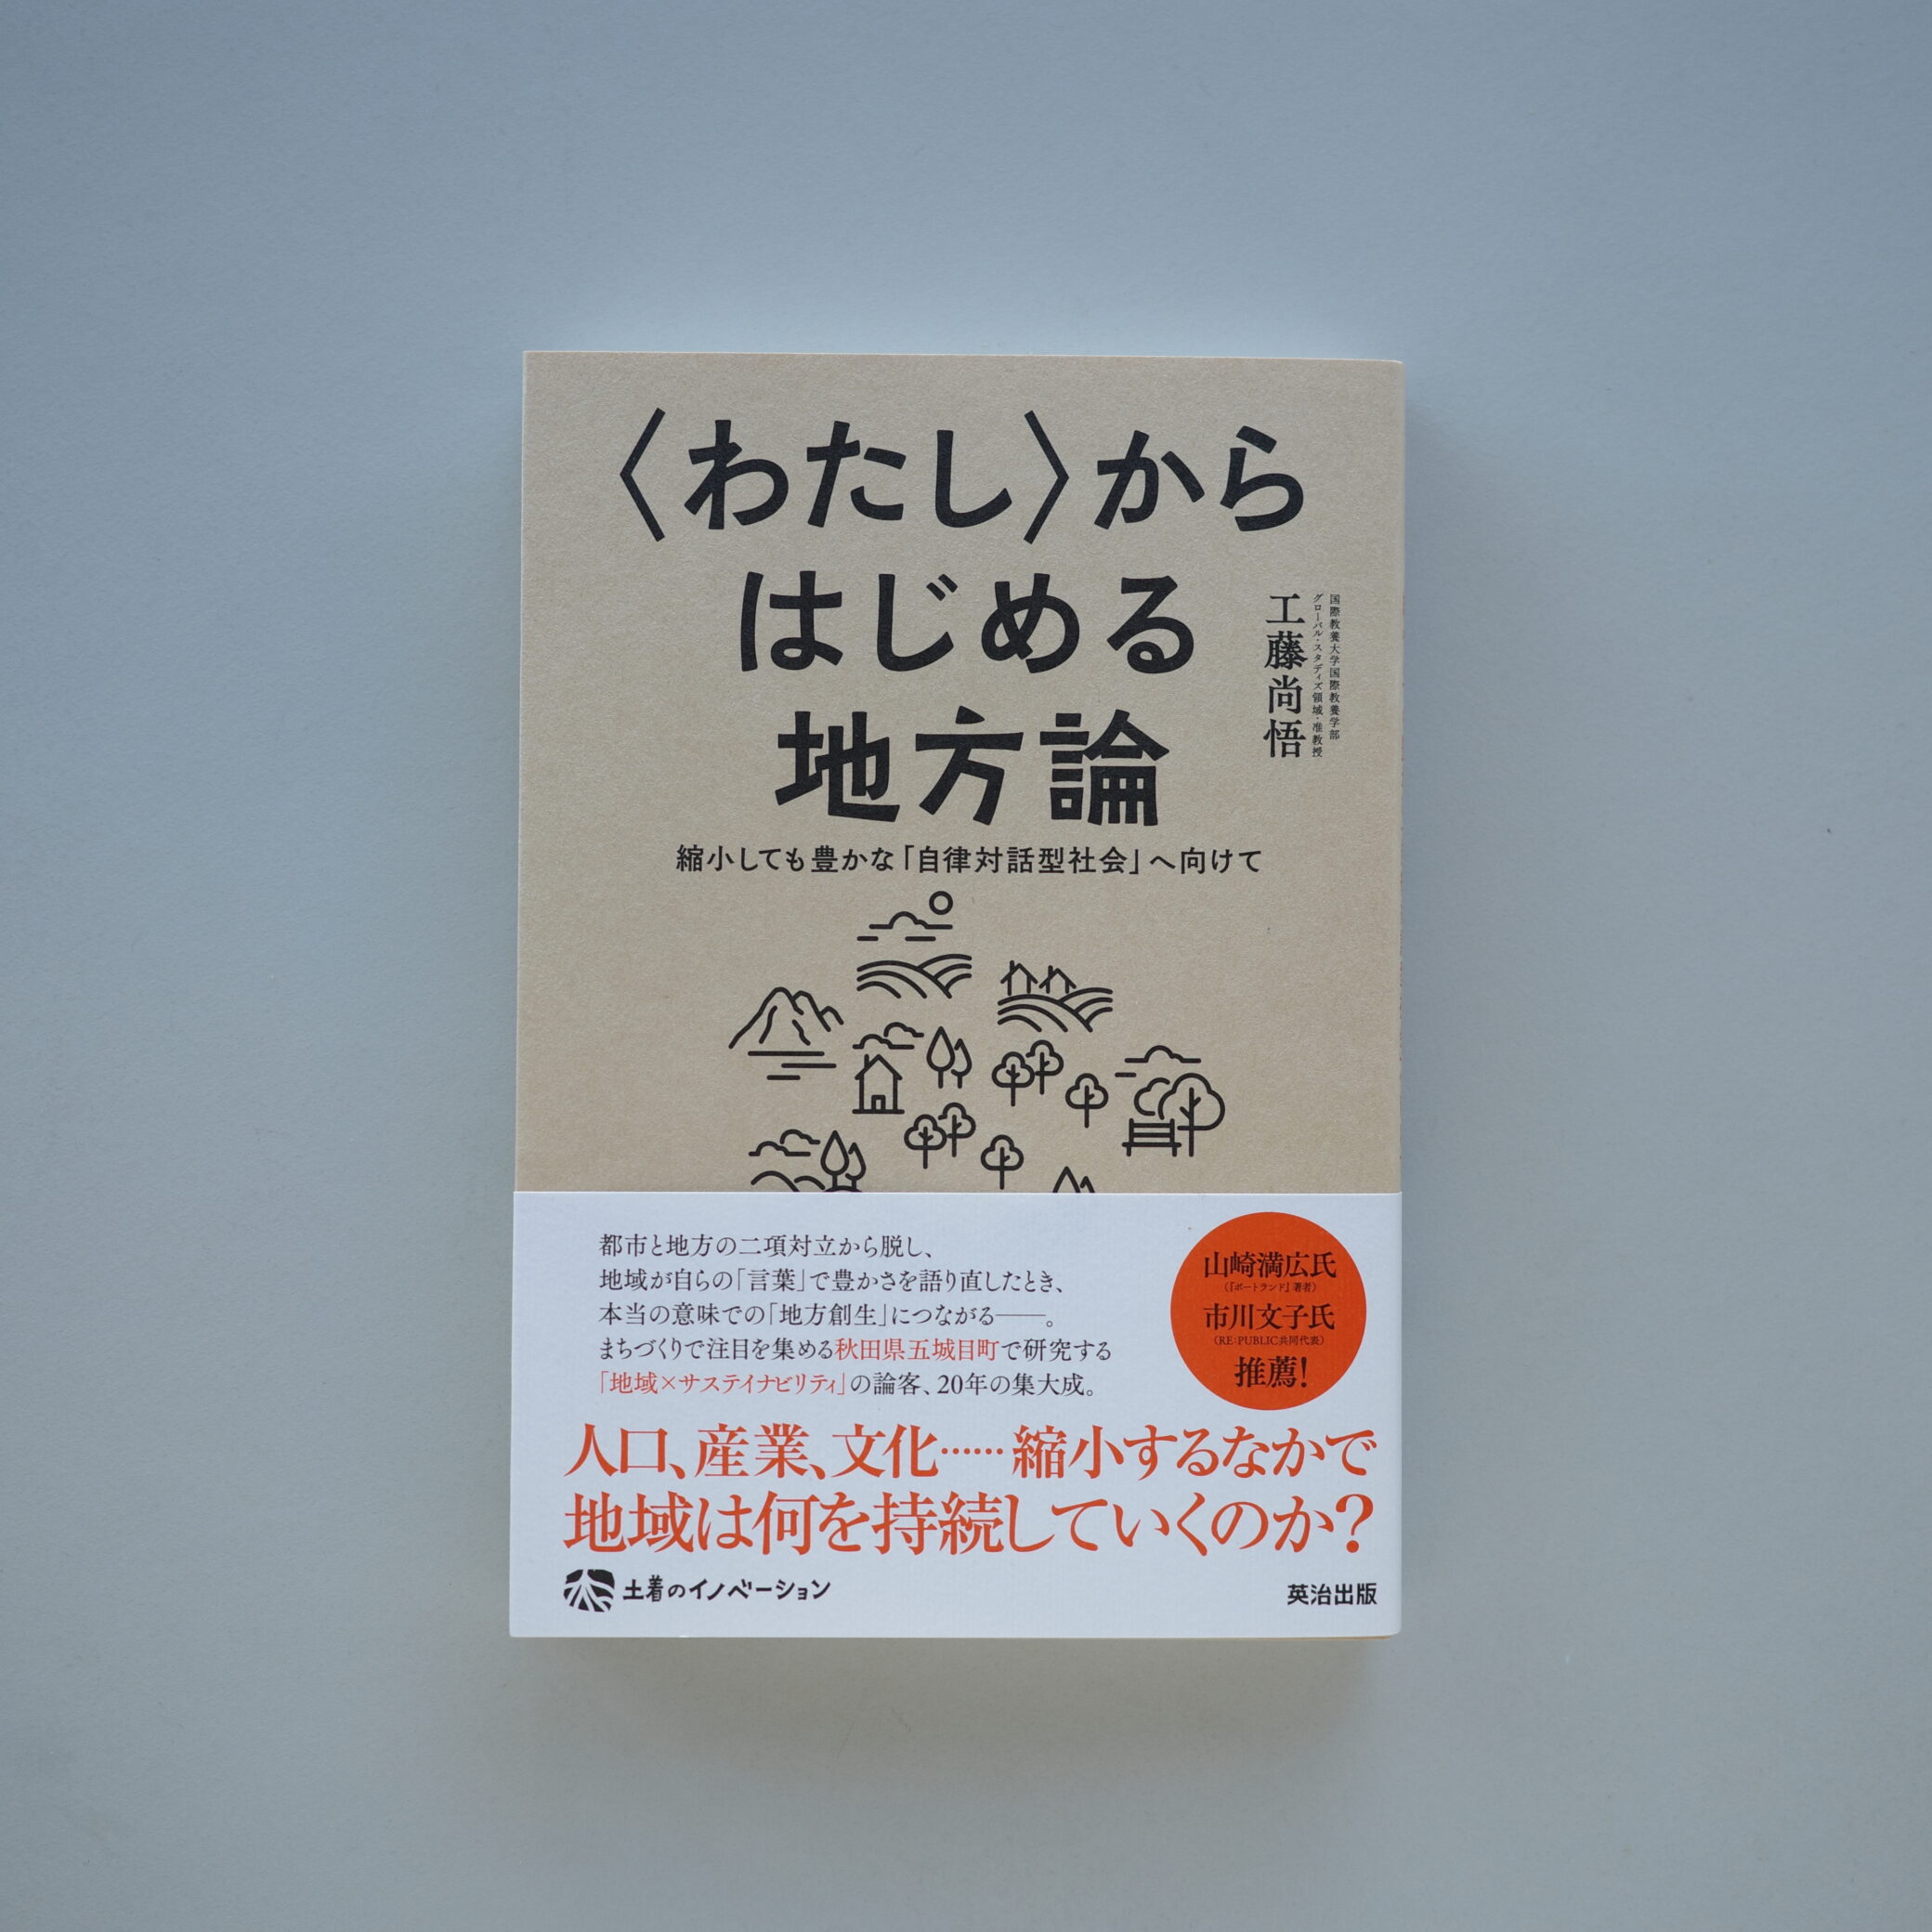 〈わたし〉から
はじめる
地方論
国際教養大学国際教養学部
グローバル・スタディズ領域・准教授
工藤尚悟
縮小しても豊かな「自律対話型社会」へ向けて
都市と地方の二項対立から脱し、
地域が自らの「言葉」で豊かさを語り直したとき、
本当の意味での「地方創生」につながる——。
まちづくりで注目を集める秋田県五城目町で研究する
「地域×サステイナビリティ」の論客、20年の集大成。
山崎満広氏
(『ポートランド』著者)
市川文子氏
(RE:PUBLIC共同代表)
推薦!
人口、産業、文化……縮小するなかで
地域は何を持続していくのか?
土着のイノベーション
英治出版